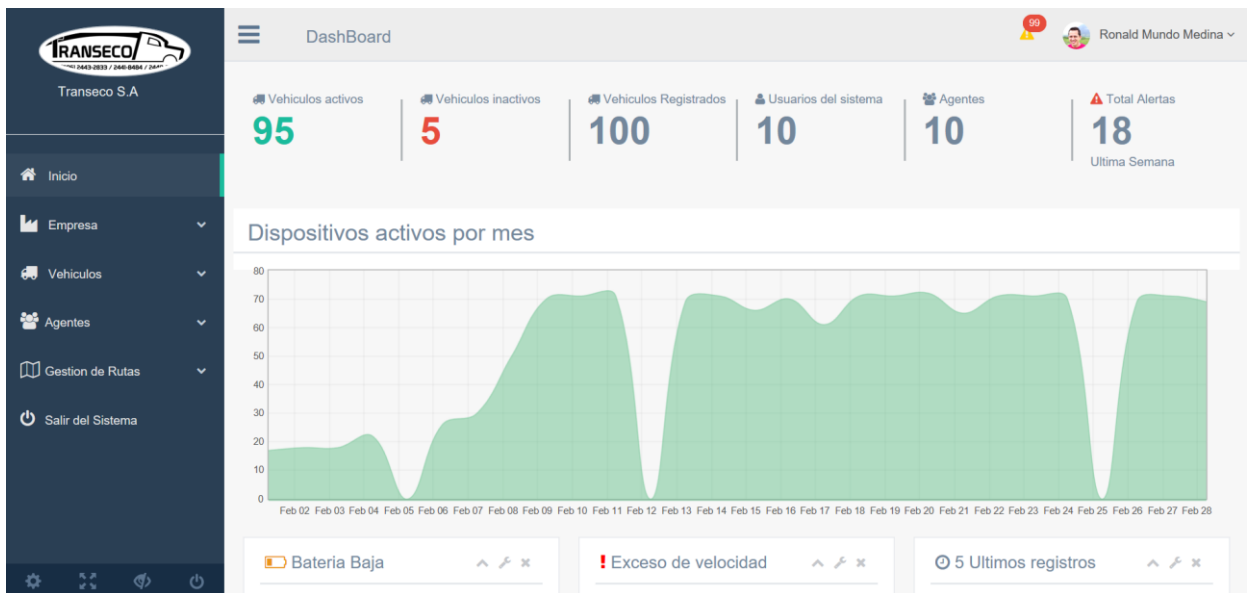 TRANSECO
2443-2833 / 2441-8484 / 244
Transeco S.A
Inicio
Empresa
Vehiculos
Agentes
Gestion de Rutas
Salir del Sistema
DashBoard
99
Ronald Mundo Medina
Vehiculos activos
95
Vehiculos inactivos
5
Vehiculos Registrados
100
Usuarios del sistema
10
Agentes
10
Total Alertas
18
Ultima Semana
Dispositivos activos por mes
80
70
60
50
40
30
20
10
0
Feb 02 Feb 03 Feb 04 Feb 05 Feb 06 Feb 07 Feb 08 Feb 09 Feb 10 Feb 11 Feb 12 Feb 13 Feb 14 Feb 15 Feb 16 Feb 17 Feb 18 Feb 19 Feb 20 Feb 21 Feb 22 Feb 23 Feb 24 Feb 25 Feb 26 Feb 27 Feb 28
Bateria Baja
Exceso de velocidad
5 Ultimos registros